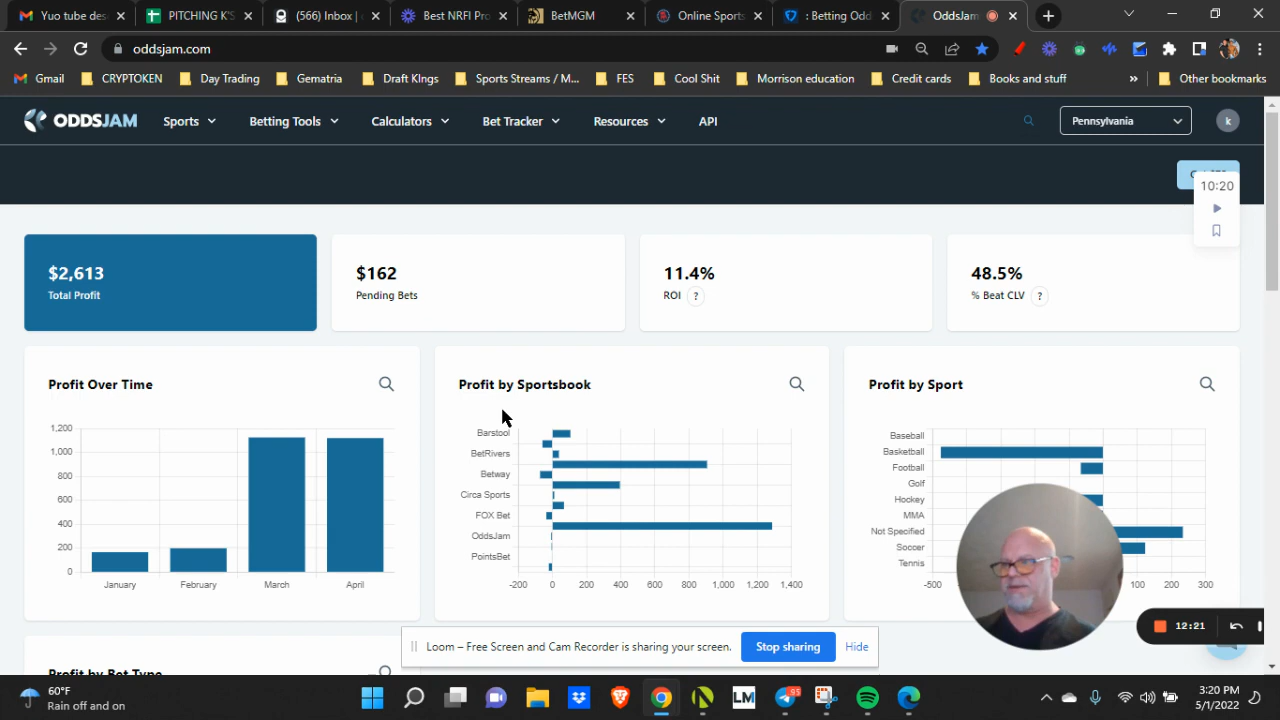 Yuo tube des
PITCHING K'S
(566) Inbox
Best NRFI Pro
BetMGM
Online Sports
: Betting Odd
OddsJam
oddsjam.com
Gmail
CRYPTOKEN
Day Trading
Gematria
Draft KIngs
Sports Streams / M...
FES
Cool Shit
Morrison education
Credit cards
Books and stuff
»
Other bookmarks
ODDSJAM
Sports
Betting Tools
Calculators
Bet Tracker
Resources
API
Pennsylvania
k
10:20
$2,613
Total Profit
$162
Pending Bets
11.4%
ROI ?
48.5%
% Beat CLV ?
Profit Over Time
1,200
1,000
800
600
400
200
0
January February March April
Profit by Sportsbook
Barstool
BetRivers
Betway
Circa Sports
FOX Bet
OddsJam
PointsBet
-200 0 200 400 600 800 1,000 1,200 1,400
Profit by Sport
Baseball
Basketball
Football
Golf
Hockey
MMA
Not Specified
Soccer
Tennis
-500 100 200 300
12:21
Loom – Free Screen and Cam Recorder is sharing your screen.
Stop sharing
Hide
Profit by Bet Type
60°F
Rain off and on
LM
93
3:20 PM
5/1/2022